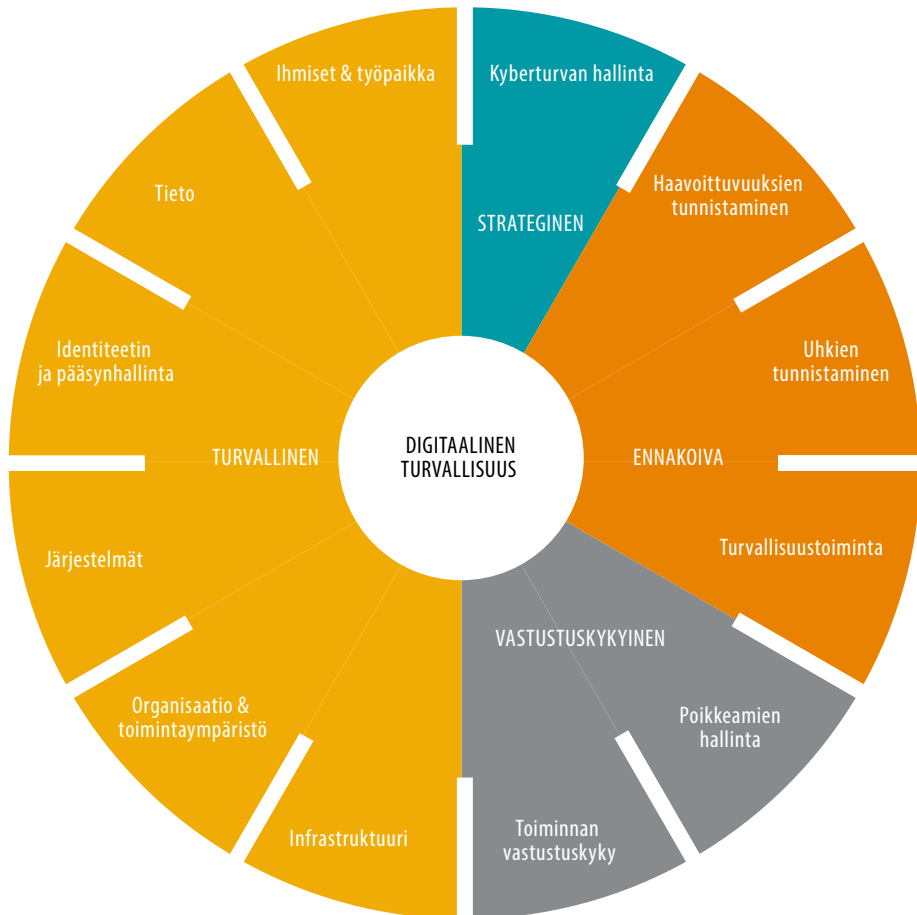 Ihmiset & työpaikka
Kyberturvan hallinta
Haavoittuvuuksien
tunnistaminen
Tieto
STRATEGINEN
Identiteetin
ja pääsynhallinta
Uhkien
tunnistaminen
TURVALLINEN
DIGITAALINEN
TURVALLISUUS
ENNAKOIVA
Järjestelmät
Turvallisuustoiminta
VASTUSTUSKYKYINEN
Organisaatio &
toimintaympäristö
Poikkeamien
hallinta
Infrastruktuuri
Toiminnan
vastustuskyky